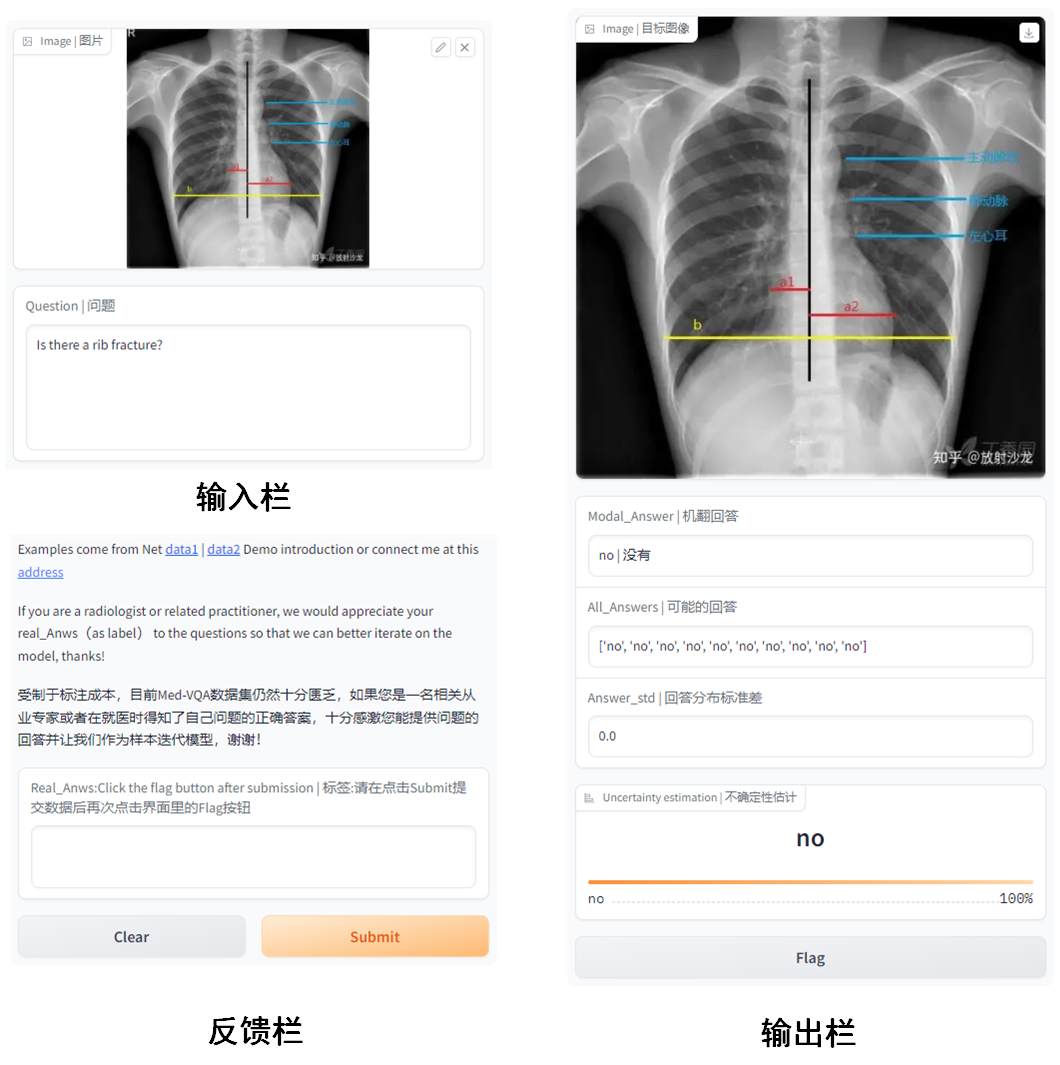 Image | 图片
R
a1
a2
b
知乎 @放射沙龙
Question | 问题
Is there a rib fracture?
输入栏
Examples come from Net data1 | data2 Demo introduction or connect me at this
address
If you are a radiologist or related practitioner, we would appreciate your
real_Anws（as label） to the questions so that we can better iterate on the
model, thanks!
受制于标注成本，目前Med-VQA数据集仍然十分匮乏，如果您是一名相关从
业专家或者在就医时得知了自己问题的正确答案，十分感激您能提供问题的
回答并让我们作为样本迭代模型，谢谢！
Real_Anws:Click the flag button after submission | 标签:请在点击Submit提
交数据后再次点击界面里的Flag按钮
Clear
Submit
反馈栏
Image | 目标图像
左心耳
a1
a2
b
知乎 @放射沙龙
Modal_Answer | 机翻回答
no | 没有
All_Answers | 可能的回答
['no', 'no', 'no', 'no', 'no', 'no', 'no', 'no', 'no', 'no']
Answer_std | 回答分布标准差
0.0
Uncertainty estimation | 不确定性估计
no
no
100%
Flag
输出栏